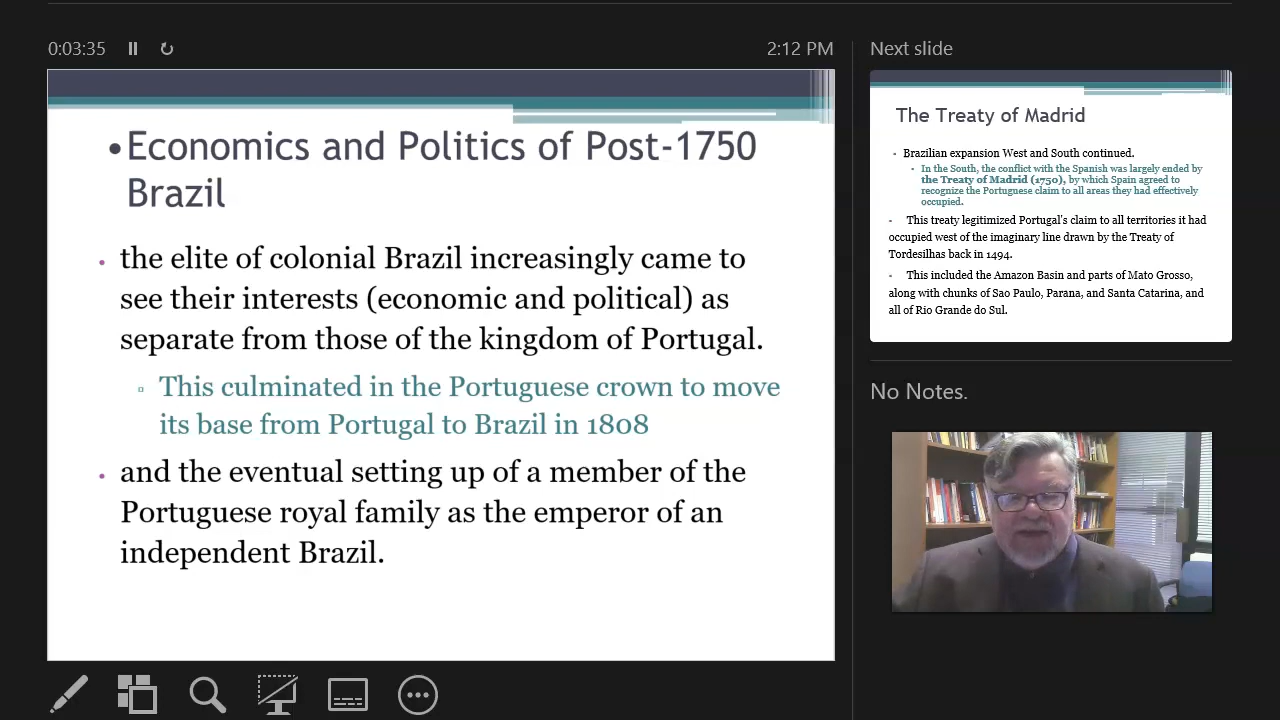 0:03:35
2:12 PM
Next slide
•Economics and Politics of Post-1750
Brazil
• the elite of colonial Brazil increasingly came to
see their interests (economic and political) as
separate from those of the kingdom of Portugal.
▫ This culminated in the Portuguese crown to move
its base from Portugal to Brazil in 1808
• and the eventual setting up of a member of the
Portuguese royal family as the emperor of an
independent Brazil.
The Treaty of Madrid
• Brazilian expansion West and South continued.
• In the South, the conflict with the Spanish was largely ended by
the Treaty of Madrid (1750), by which Spain agreed to
recognize the Portuguese claim to all areas they had effectively
occupied.
- This treaty legitimized Portugal's claim to all territories it had
occupied west of the imaginary line drawn by the Treaty of
Tordesilhas back in 1494.
- This included the Amazon Basin and parts of Mato Grosso,
along with chunks of Sao Paulo, Parana, and Santa Catarina, and
all of Rio Grande do Sul.
No Notes.